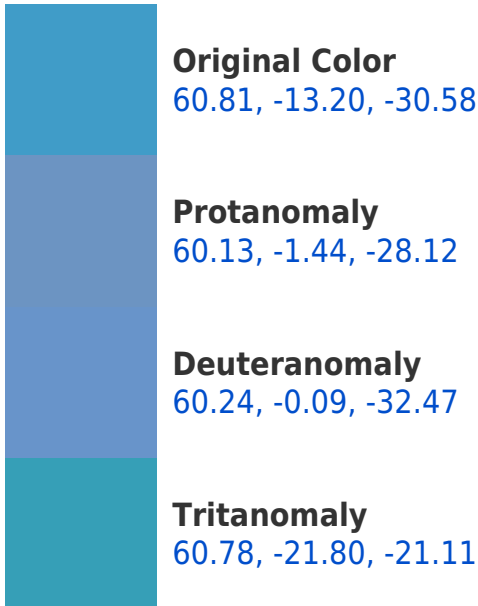 Original Color
60.81, -13.20, -30.58
Protanomaly
60.13, -1.44, -28.12
Deuteranomaly
60.24, -0.09, -32.47
Tritanomaly
60.78, -21.80, -21.11